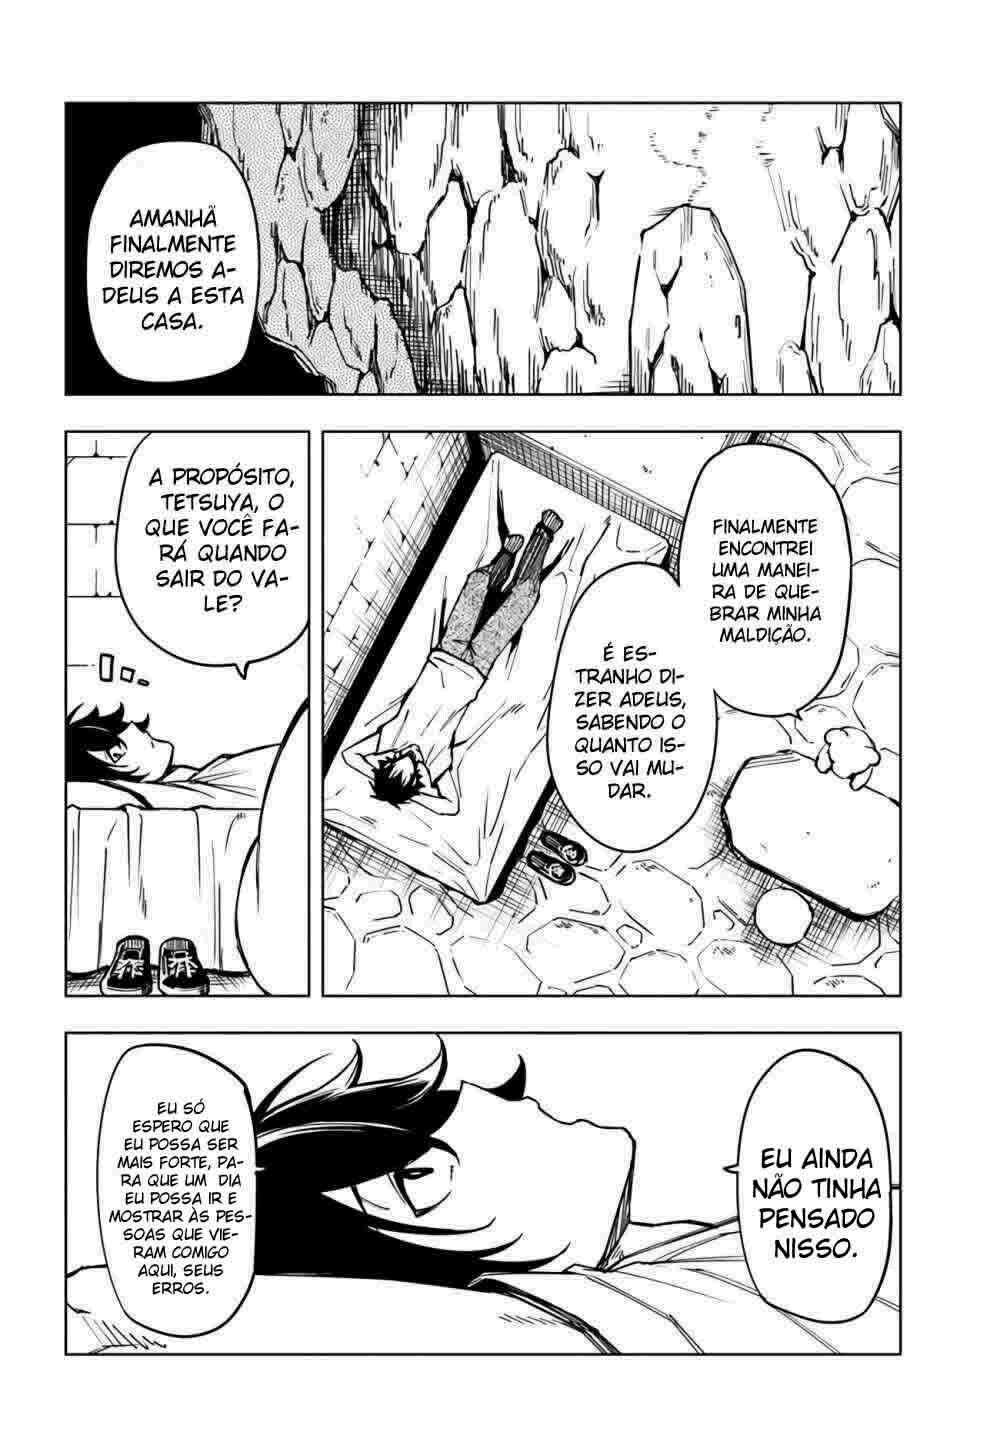 AMANHÃ
FINALMENTE
DIREMOS A-
DEUS A ESTA
CASA.
FINALMENTE
ENCONTREI
UMA MANEI-
RA DE QUE-
BRAR MINHA
MALDIÇÃO.
É ES-
TRANHO DI-
ZER ADEUS,
SABENDO O
QUANTO IS-
SO VAI MU-
DAR.
A PROPÓSITO,
TETSUYA, O
QUE VOCÊ FA-
RÁ QUANDO
SAIR DO VA-
LE?
EU AINDA
NÃO TINHA
PENSADO
NISSO.
EU SÓ
ESPERO QUE
EU POSSA SER
MAIS FORTE, PA-
RA QUE UM DIA
EU POSSA IR E
MOSTRAR ÀS PES-
SOAS QUE VIE-
RAM COMIGO
AQUI, SEUS
ERROS.